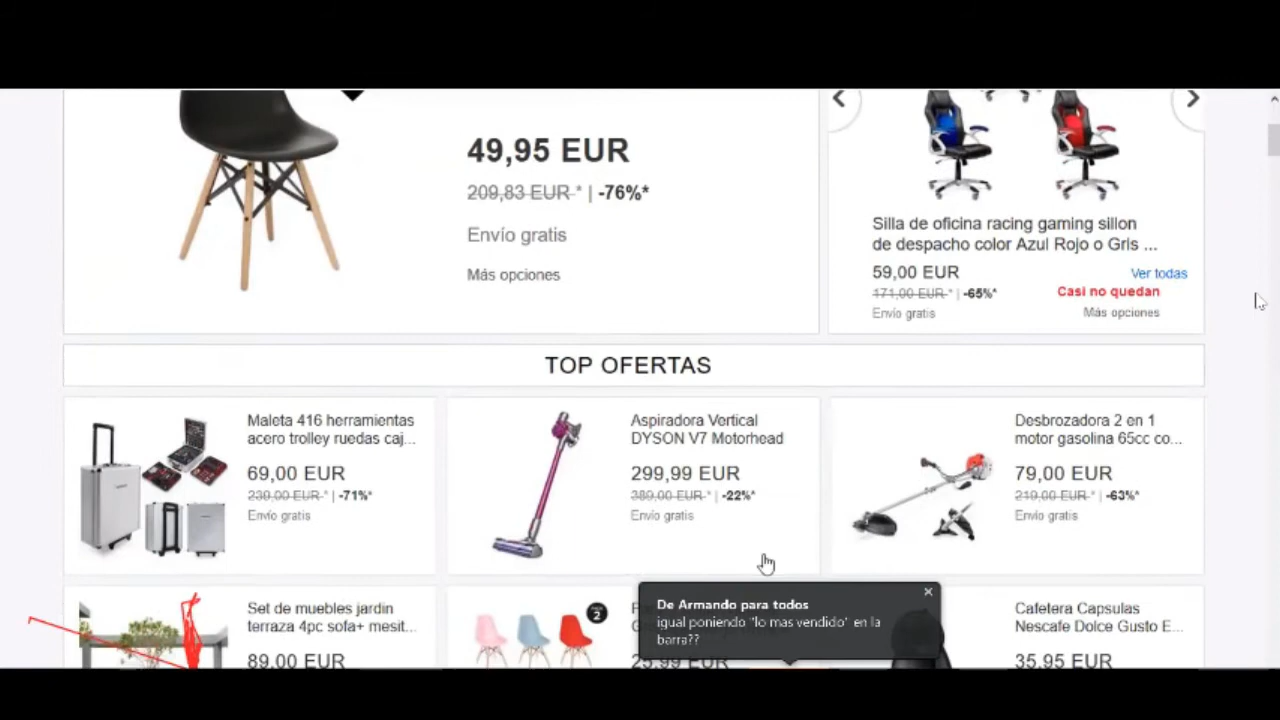 49,95 EUR
209,83 EUR * | -76%*
Envío gratis
Más opciones
Silla de oficina racing gaming sillon
de despacho color Azul Rojo o Gris ...
59,00 EUR
Ver todas
171,00 EUR * | -65%*
Casi no quedan
Envío gratis
Más opciones
TOP OFERTAS
Maleta 416 herramientas
acero trolley ruedas caj...
69,00 EUR
239,00 EUR * | -71%*
Envío gratis
Aspiradora Vertical
DYSON V7 Motorhead
299,99 EUR
389,00 EUR * | -22%*
Envío gratis
Desbrozadora 2 en 1
motor gasolina 65cc co...
79,00 EUR
219,00 EUR * | -63%*
Envío gratis
Set de muebles jardin
terraza 4pc sofa+ mesit...
89,00 EUR
2
25,99 EUR
De Armando para todos
igual poniendo "lo mas vendido" en la
barra??
Cafetera Capsulas
Nescafe Dolce Gusto E...
35,95 EUR